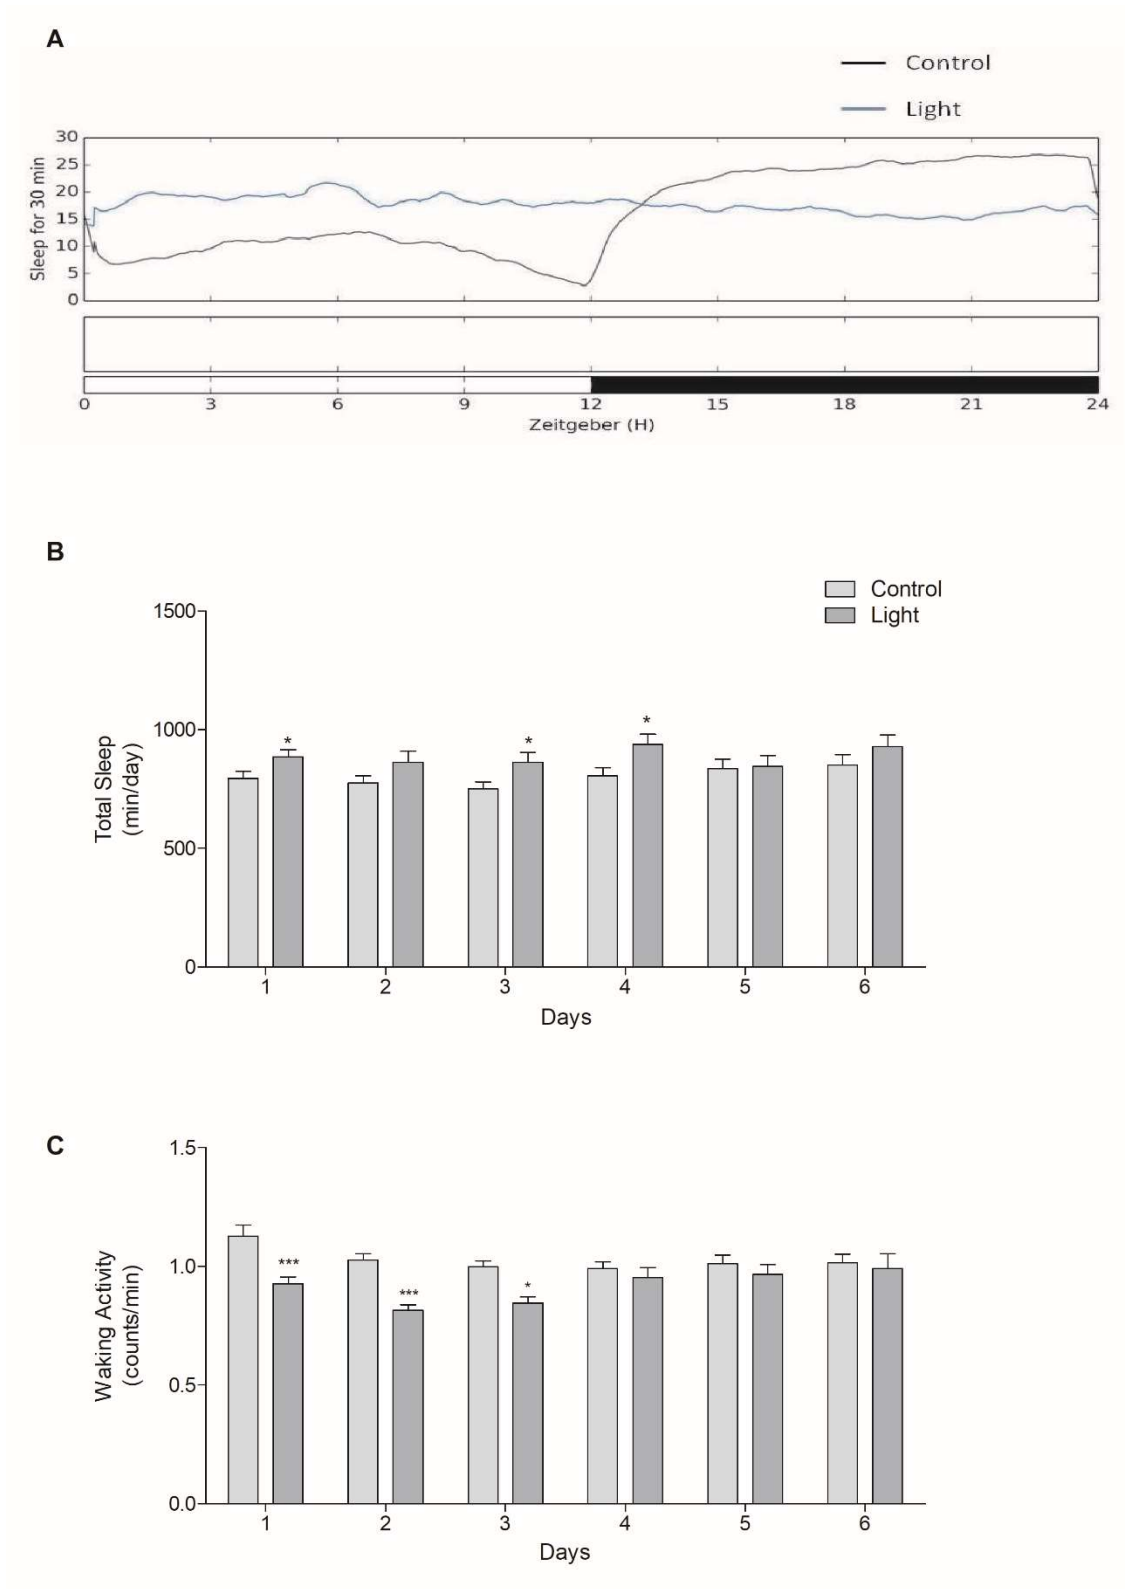 A
Control
Light
30
25
20
15
10
5
0
Sleep for 30 min
0 3 6 9 12 15 18 21 24
Zeitgeber (H)
B
Control
Light
1500
1000
500
0
Total Sleep
(min/day)
* * *
1 2 3 4 5 6
Days
C
1.5
1.0
0.5
0.0
Waking Activity
(counts/min)
*** *** *
1 2 3 4 5 6
Days